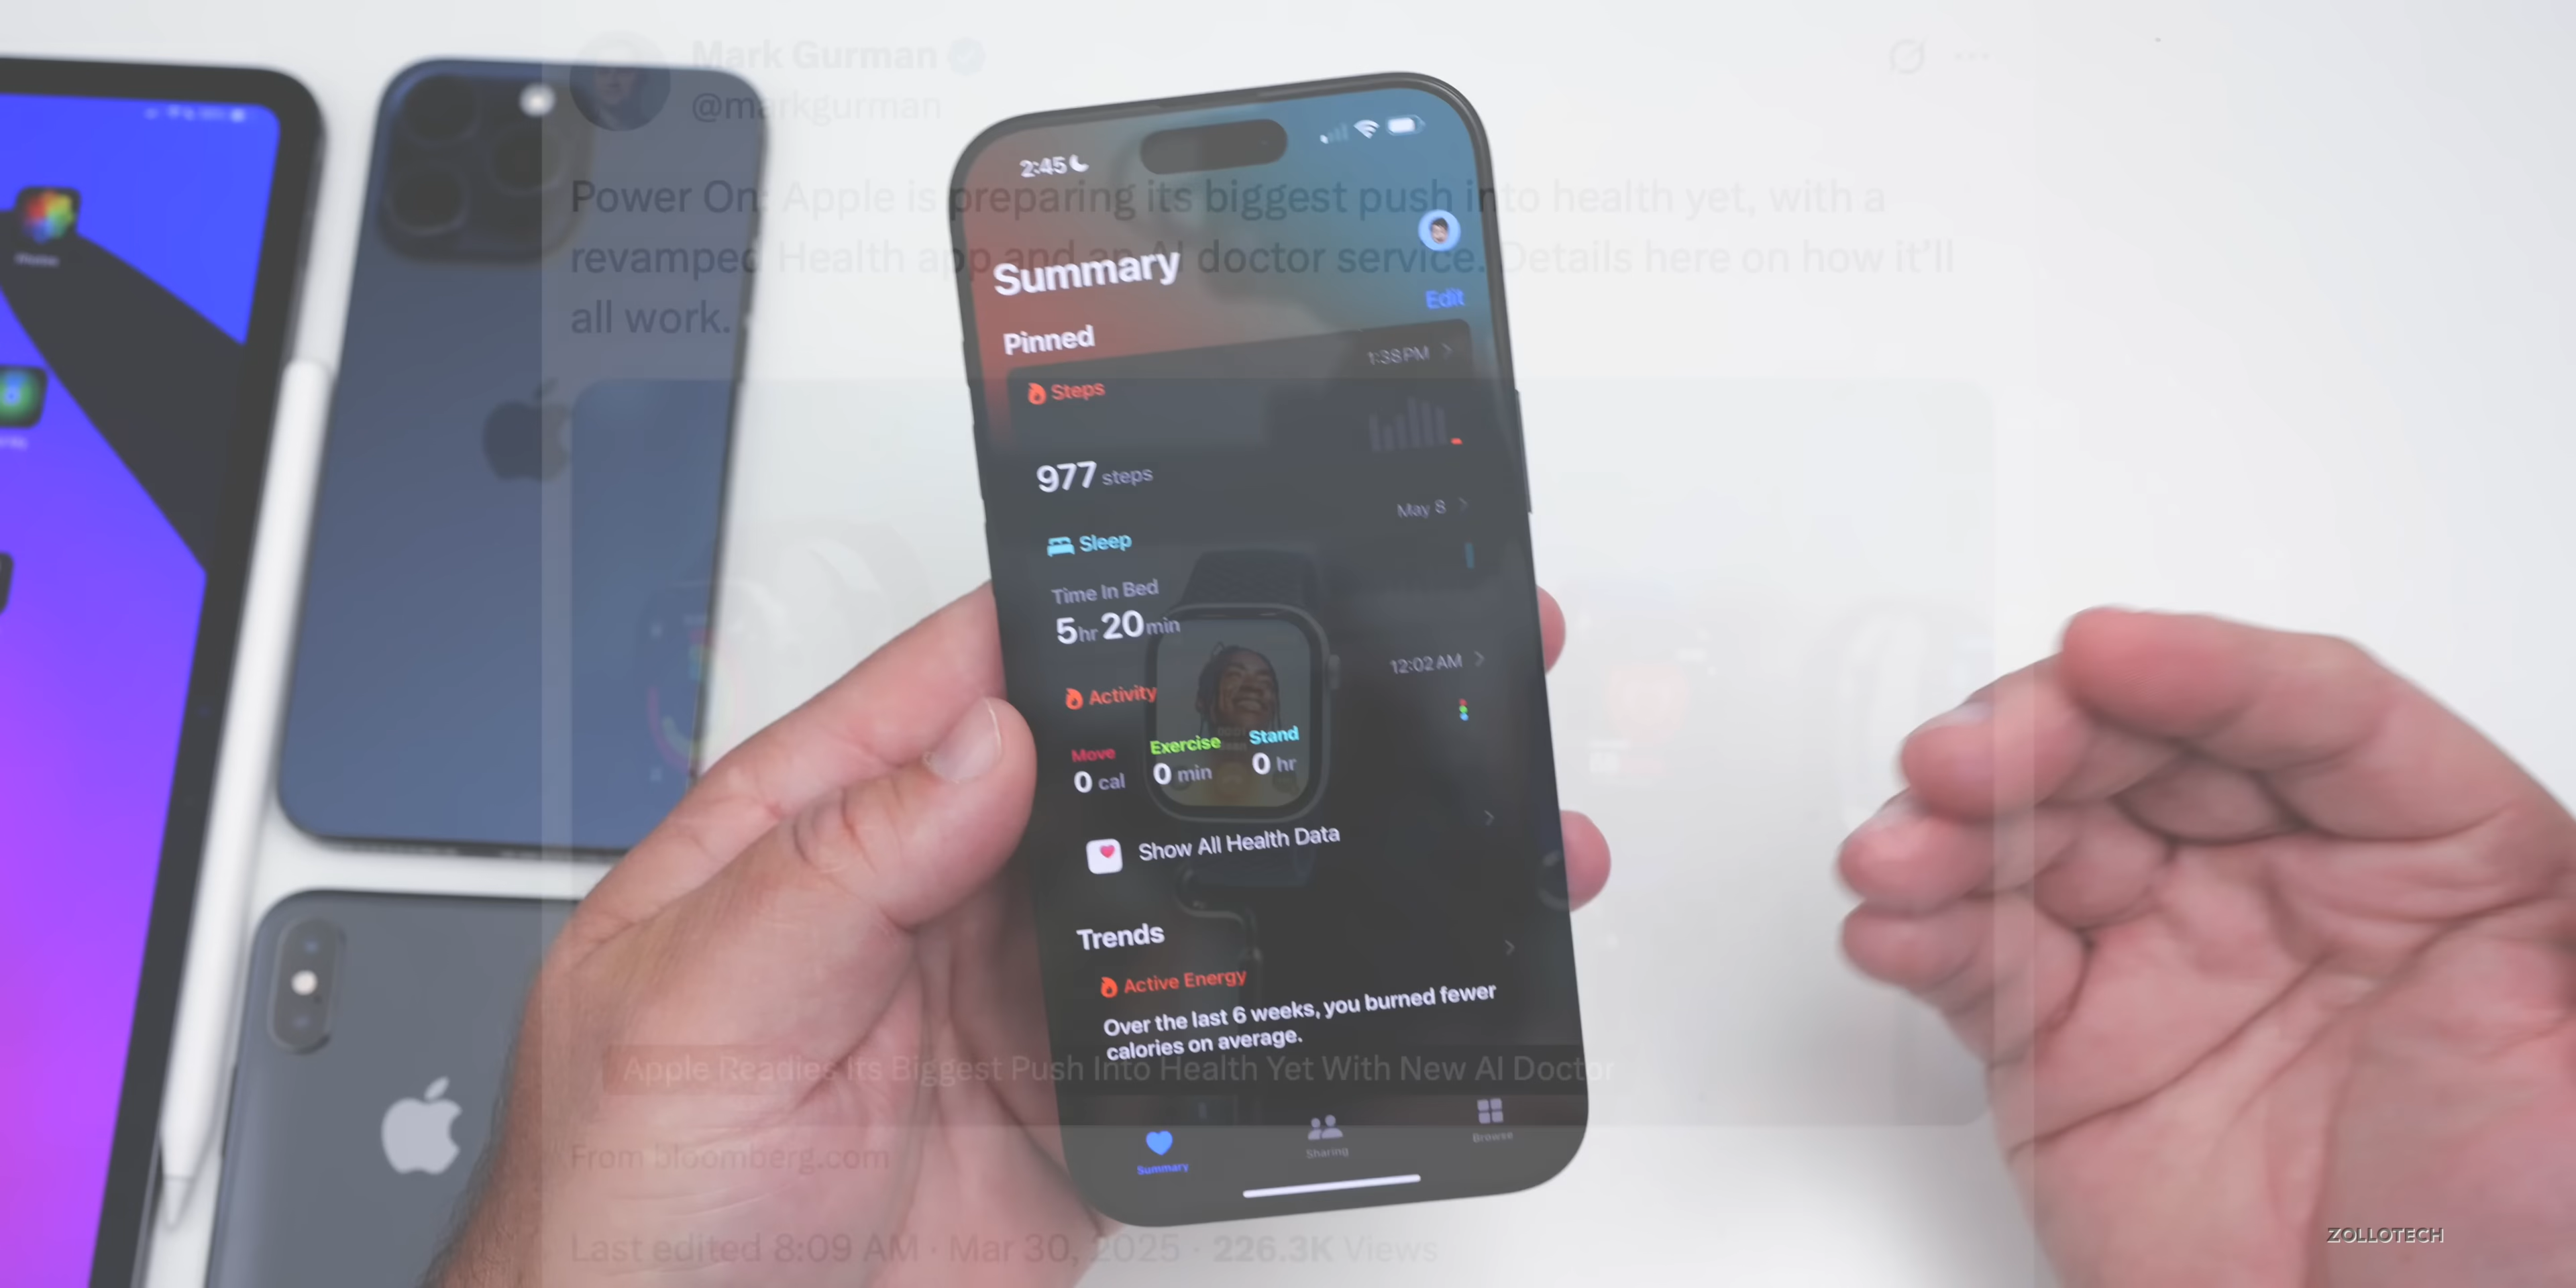 Mark Gurman
@markgurman
Power On: Apple is preparing its biggest push into health yet, with a
revamped Health app and an AI doctor service. Details here on how it'll
all work.
2:45
Summary
Edit
Pinned
Steps
1:38 PM
977 steps
Sleep
May 8
Time In Bed
5hr 20min
Activity
12:02 AM
Move
Exercise
Stand
0 cal
0 min
0 hr
Show All Health Data
Trends
Active Energy
Over the last 6 weeks, you burned fewer
calories on average.
Apple Readies Its Biggest Push Into Health Yet With New AI Doctor
Summary
Sharing
Browse
From bloomberg.com
Last edited 8:09 AM · Mar 30, 2025 · 226.3K Views
ZOLLOTECH